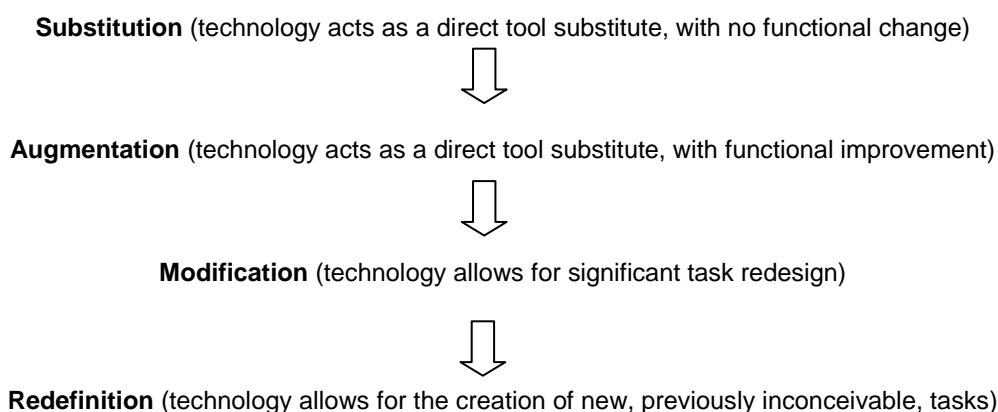 Substitution (technology acts as a direct tool substitute, with no functional change)
Augmentation (technology acts as a direct tool substitute, with functional improvement)
Modification (technology allows for significant task redesign)
Redefinition (technology allows for the creation of new, previously inconceivable, tasks)